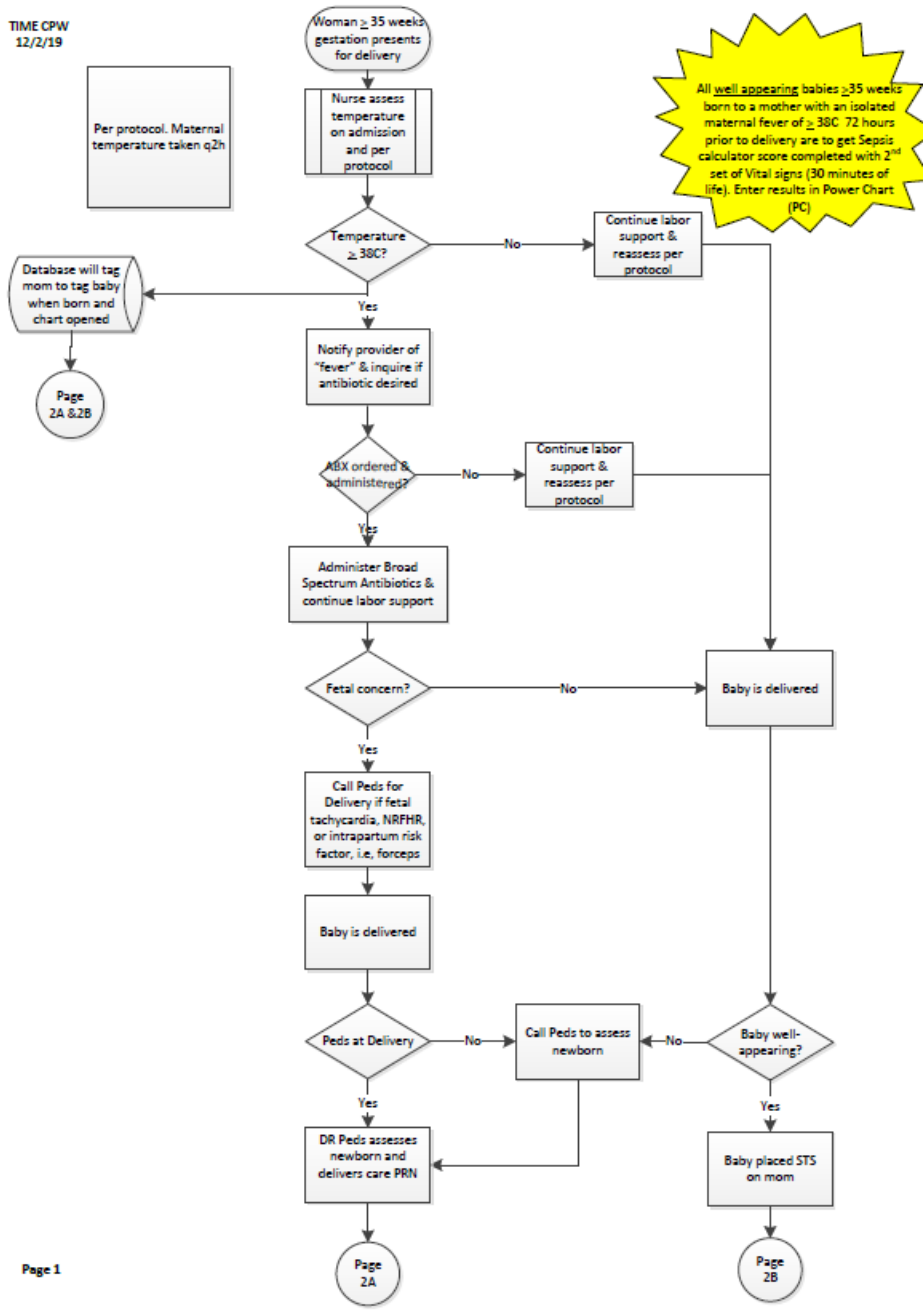 TIME CPW
12/2/19
Woman ≥ 35 weeks
gestation presents
for delivery
Per protocol. Maternal
temperature taken q2h
Nurse assess
temperature
on admission
and per
protocol
All well appearing babies ≥35 weeks
born to a mother with an isolated
maternal fever of ≥ 38C 72 hours
prior to delivery are to get Sepsis
calculator score completed with 2nd
set of Vital signs (30 minutes of
life). Enter results in Power Chart
(PC)
Temperature
≥ 38C?
No
Continue labor
support &
reassess per
protocol
Database will tag
mom to tag baby
when born and
chart opened
Yes
Page
2A &2B
Notify provider of
“fever” & inquire if
antibiotic desired
ABX ordered &
administered?
No
Continue labor
support &
reassess per
protocol
Yes
Administer Broad
Spectrum Antibiotics &
continue labor support
Fetal concern?
No
Baby is delivered
Yes
Call Peds for
Delivery if fetal
tachycardia, NRFHR,
or intrapartum risk
factor, i.e, forceps
Baby is delivered
Peds at Delivery
No
Call Peds to assess
newborn
No
Baby well-
appearing?
Yes
Yes
DR Peds assesses
newborn and
delivers care PRN
Baby placed STS
on mom
Page
2A
Page
2B
Page 1